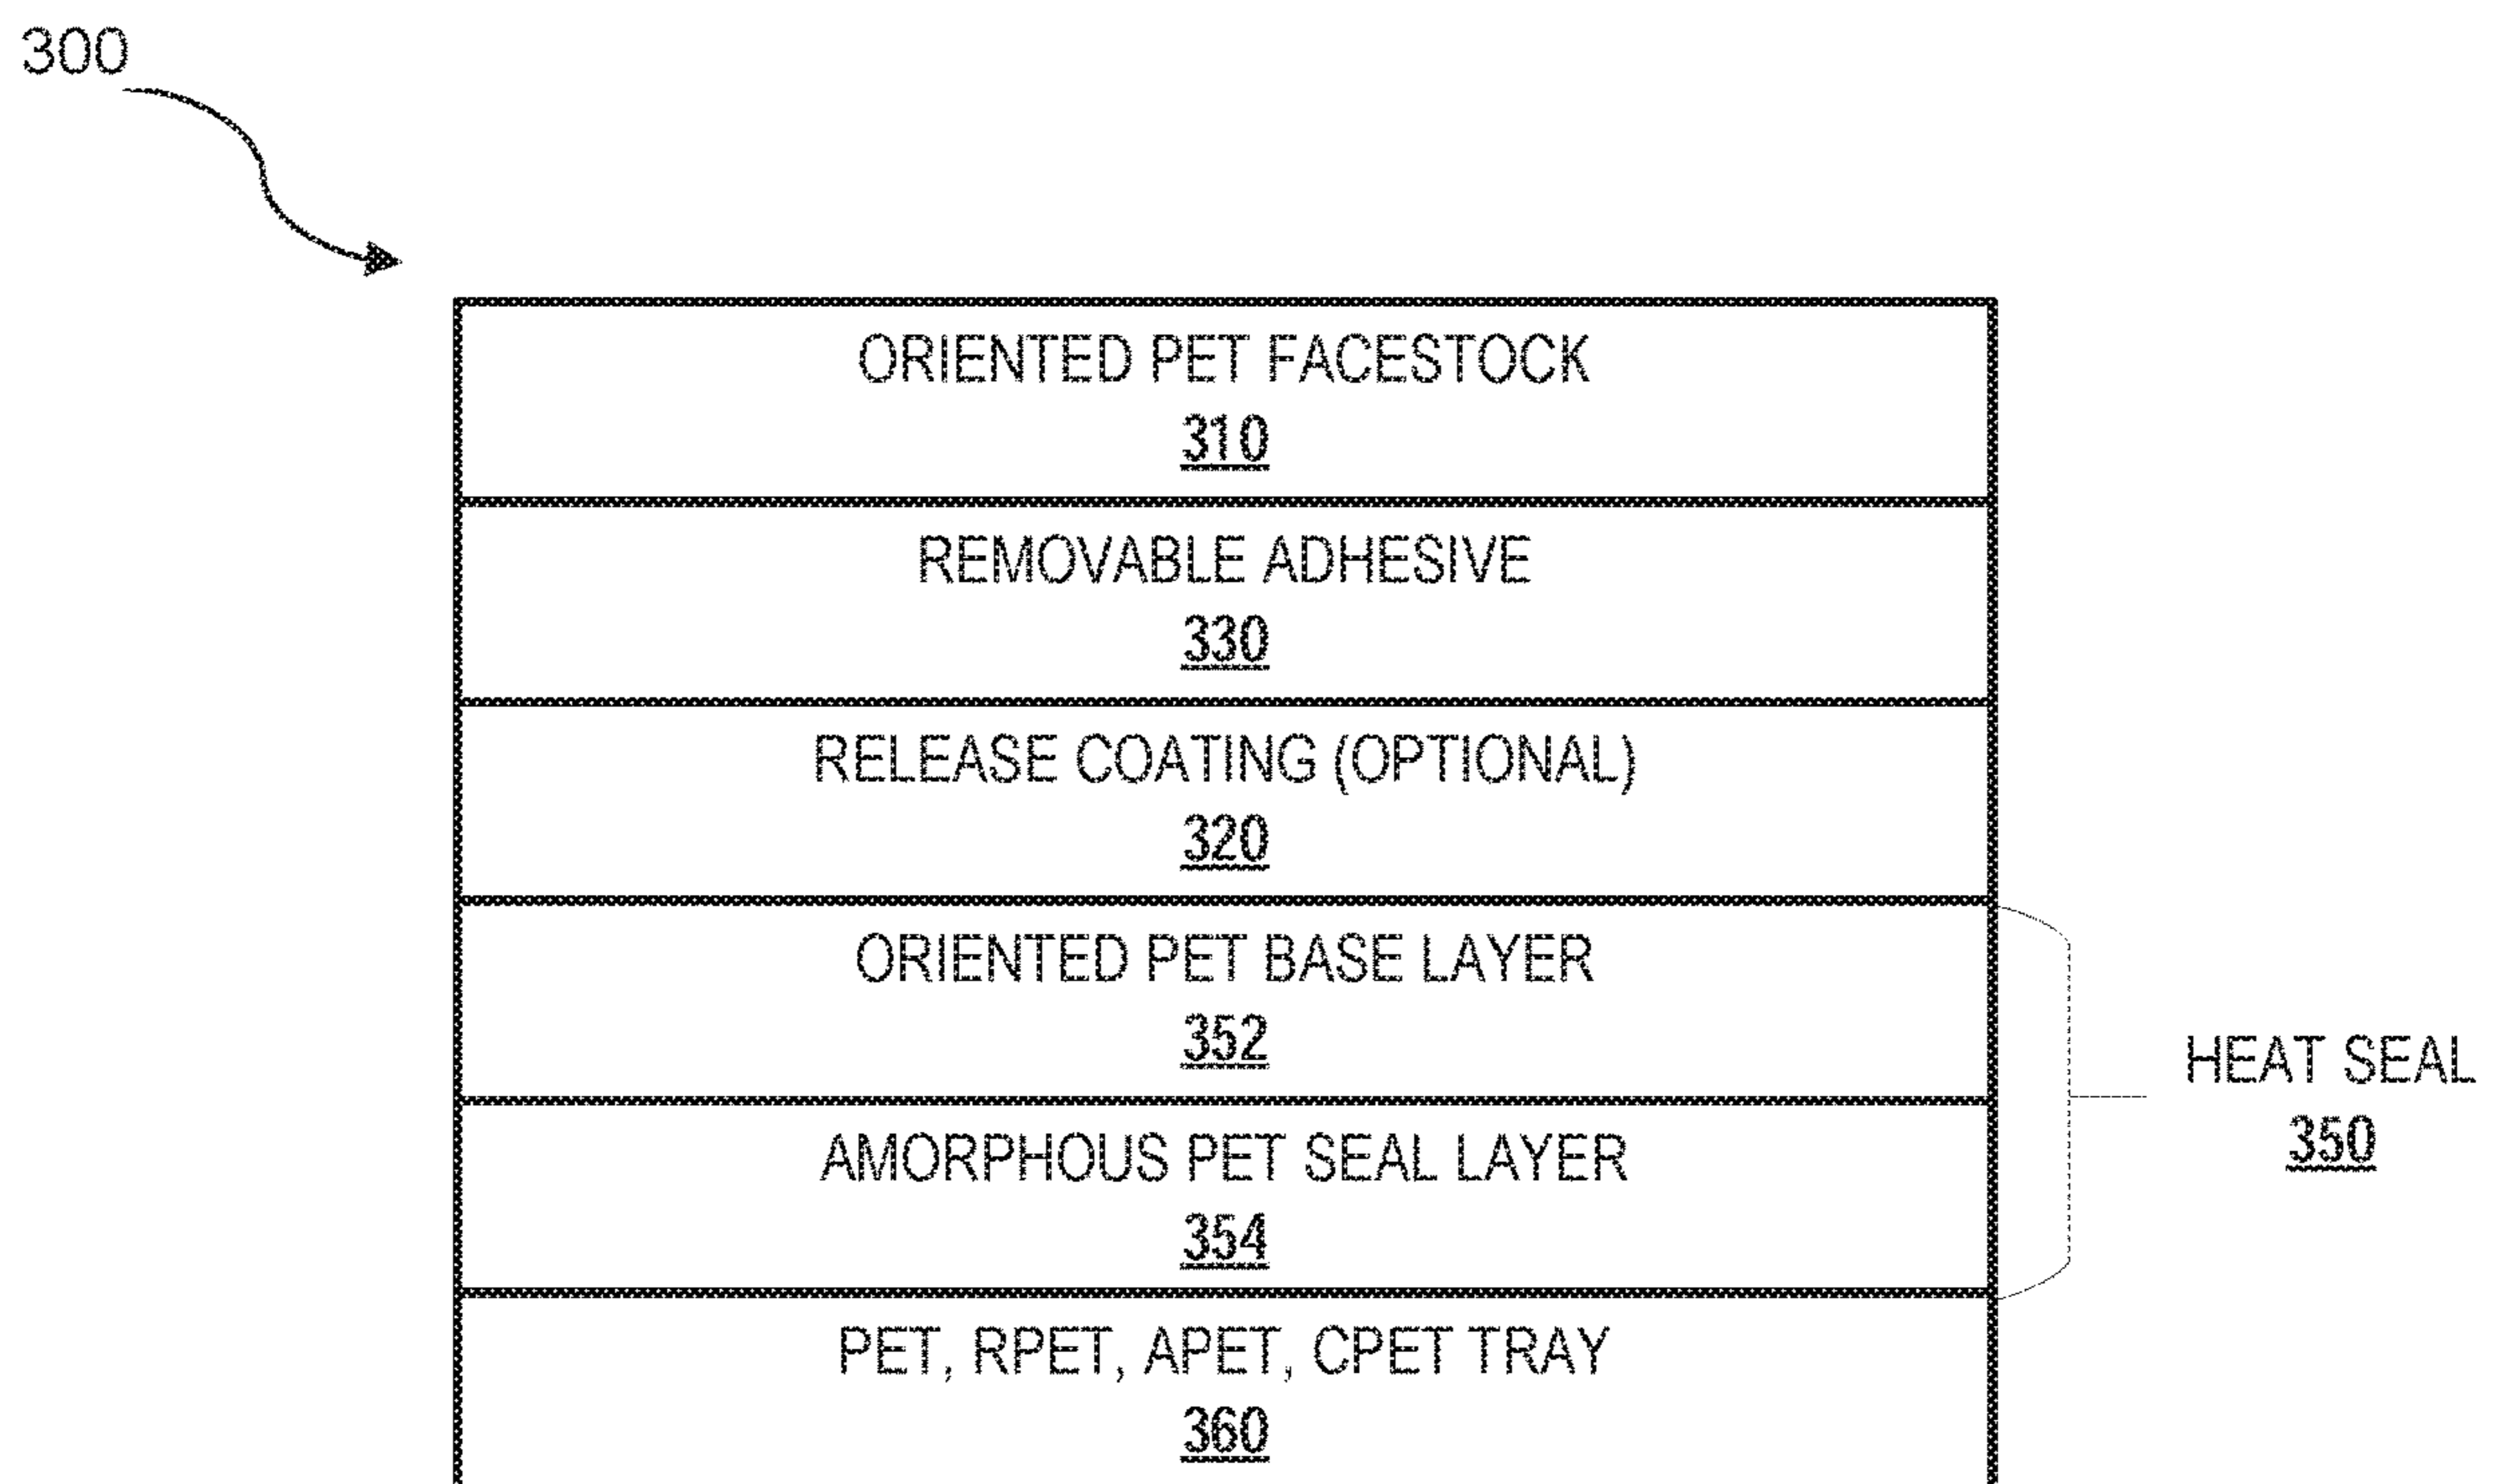 300
ORIENTED PET FACESTOCK
310
REMOVABLE ADHESIVE
330
RELEASE COATING (OPTIONAL)
320
ORIENTED PET BASE LAYER
352
AMORPHOUS PET SEAL LAYER
354
HEAT SEAL
350
PET, RPET, APET, CPET TRAY
360